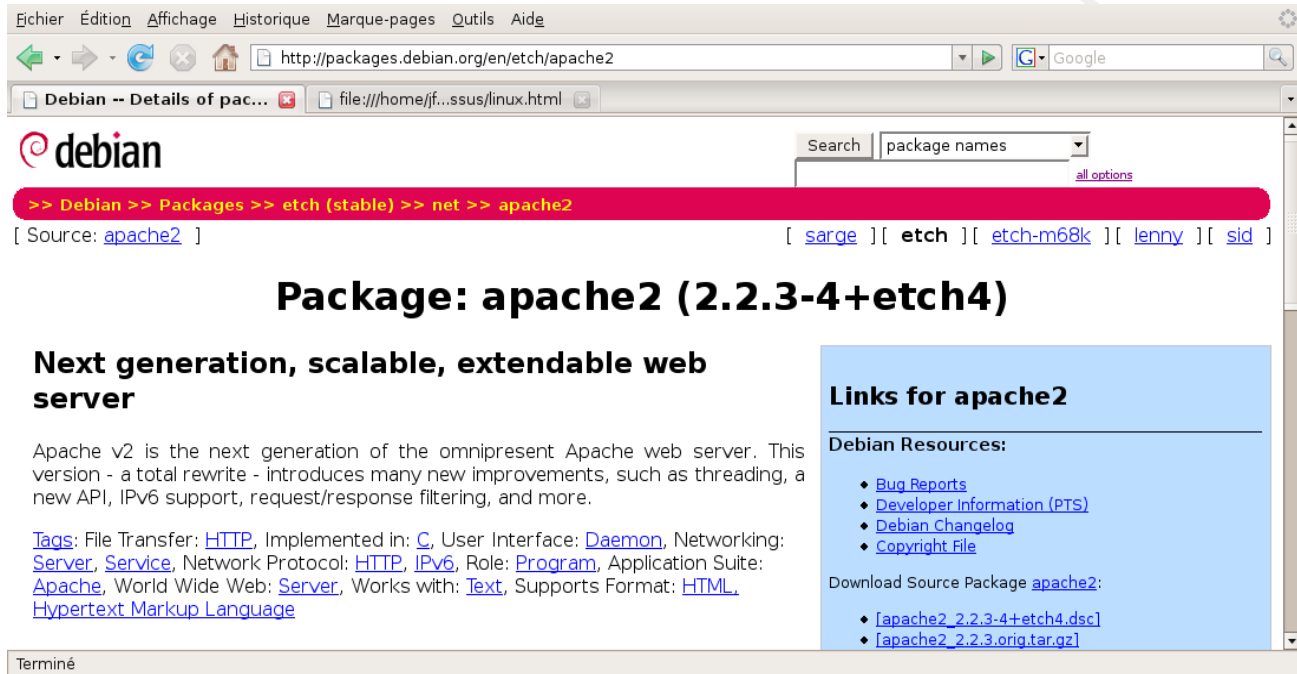 Fichier Édition Affichage Historique Marque-pages Outils Aide
http://packages.debian.org/en/etch/apache2
G Google
Debian -- Details of pac...
file:///home/jf...ssus/linux.html
debian
Search package names
all options
>> Debian >> Packages >> etch (stable) >> net >> apache2
[ Source: apache2 ]
[ sarge ][ etch ][ etch-m68k ][ lenny ][ sid ]
Package: apache2 (2.2.3-4+etch4)
Next generation, scalable, extendable web
server
Apache v2 is the next generation of the omnipresent Apache web server. This
version - a total rewrite - introduces many new improvements, such as threading, a
new API, IPv6 support, request/response filtering, and more.
Tags: File Transfer: HTTP, Implemented in: C, User Interface: Daemon, Networking:
Server, Service, Network Protocol: HTTP, IPv6, Role: Program, Application Suite:
Apache, World Wide Web: Server, Works with: Text, Supports Format: HTML,
Hypertext Markup Language
Links for apache2
Debian Resources:
Bug Reports
Developer Information (PTS)
Debian Changelog
Copyright File
Download Source Package apache2:
[apache2_2.2.3-4+etch4.dsc]
[apache2_2.2.3.orig.tar.gz]
Terminé